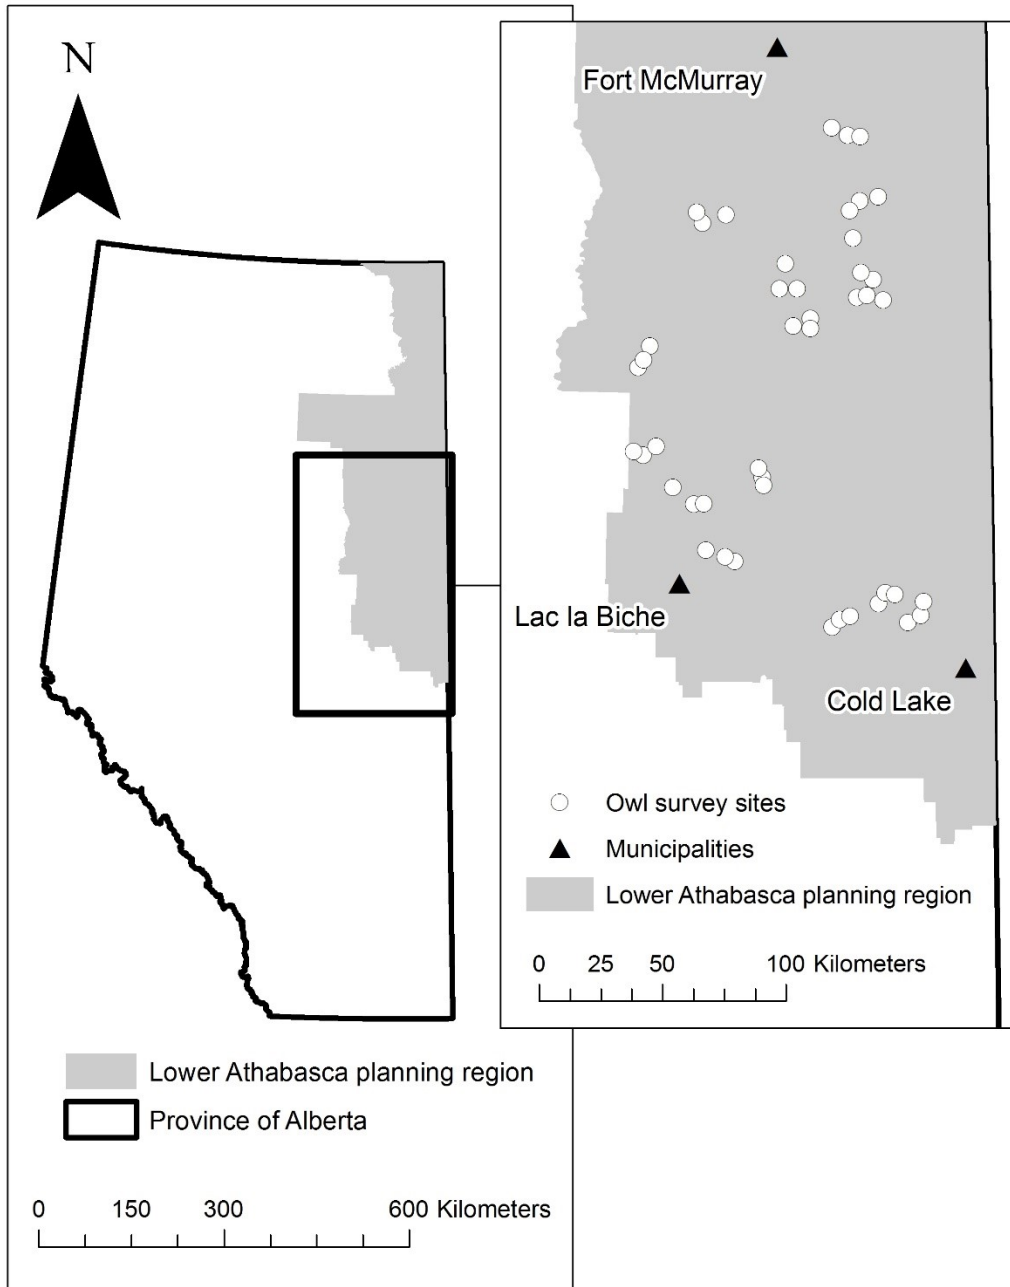 N
Fort McMurray
Lac la Biche
Cold Lake
Owl survey sites
Municipalities
Lower Athabasca planning region
0 25 50 100 Kilometers
Lower Athabasca planning region
Province of Alberta
0 150 300 600 Kilometers